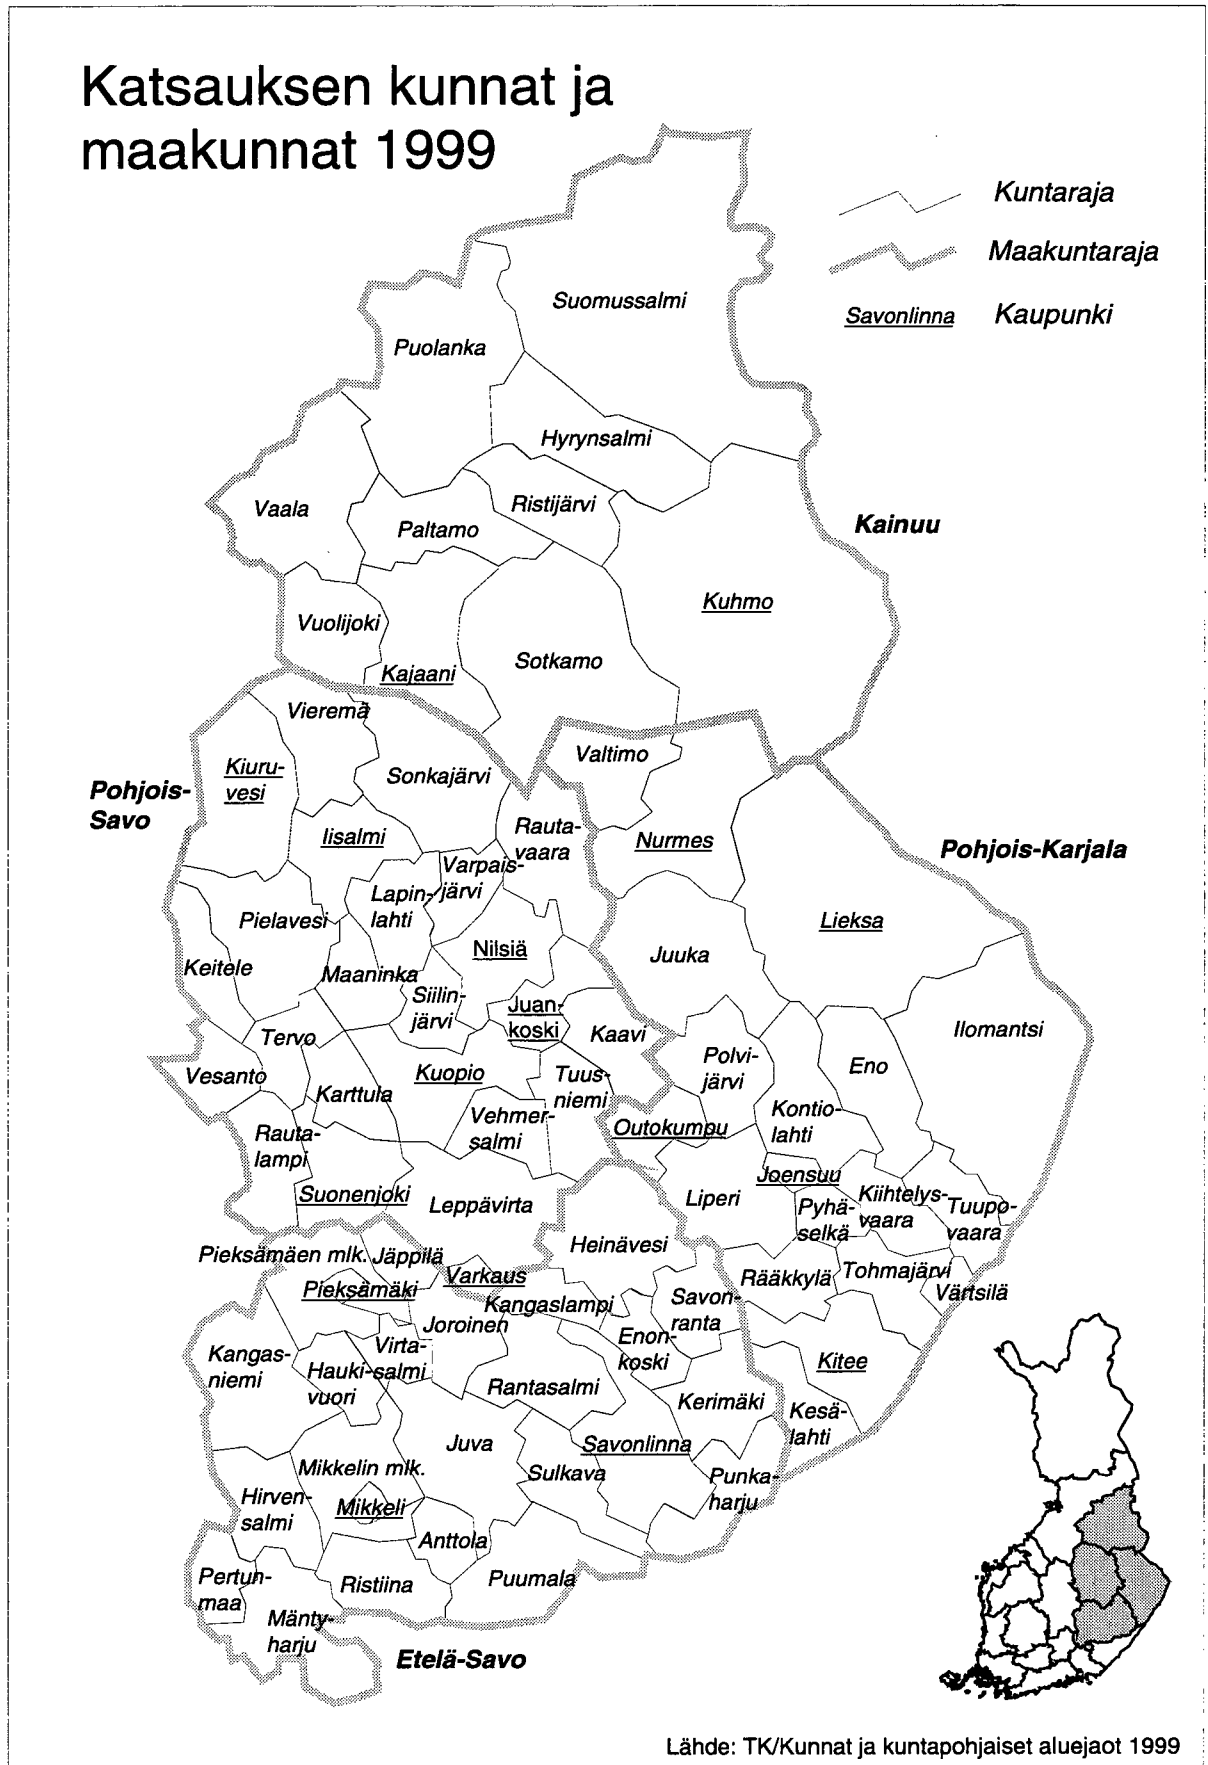 Katsauksen kunnat ja
maakunnat 1999
Kuntaraja
Maakuntaraja
Savonlinna
Kaupunki
Suomussalmi
Puolanka
Hyrynsalmi
Vaala
Ristijärvi
Paltamo
Kainuu
Kuhmo
Vuolijoki
Sotkamo
Kajaani
Vieremä
Valtimo
Kiuru-
vesi
Sonkajärvi
Pohjois-
Savo
Iisalmi
Rauta-
vaara
Nurmes
Pohjois-Karjala
Varpais-
järvi
Lapin-
lahti
Pielavesi
Lieksa
Nilsiä
Juuka
Keitele
Maaninka
Siilin-
järvi
Juan-
koski
Kaavi
Ilomantsi
Tervo
Polvi-
järvi
Eno
Vesanto
Kuopio
Tuus-
niemi
Karttula
Vehmer-
salmi
Kontio-
lahti
Outokumpu
Rauta-
lampi
Joensuu
Suonenjoki
Leppävirta
Liperi
Pyhä-
selkä
Kiihtelys-
vaara
Tuupo-
vaara
Heinävesi
Pieksämäen mlk.
Jäppilä
Varkaus
Rääkkylä
Tohmajärvi
Värtsilä
Pieksämäki
Kangaslampi
Savon-
ranta
Joroinen
Enon-
koski
Kangas-
niemi
Virta-
salmi
Hauki-
vuori
Kitee
Rantasalmi
Kerimäki
Kesä-
lahti
Juva
Savonlinna
Mikkelin mlk.
Sulkava
Punka-
harju
Hirven-
salmi
Mikkeli
Anttola
Pertun-
maa
Ristiina
Puumala
Mänty-
harju
Etelä-Savo
Lähde: TK/Kunnat ja kuntapohjaiset aluejaot 1999